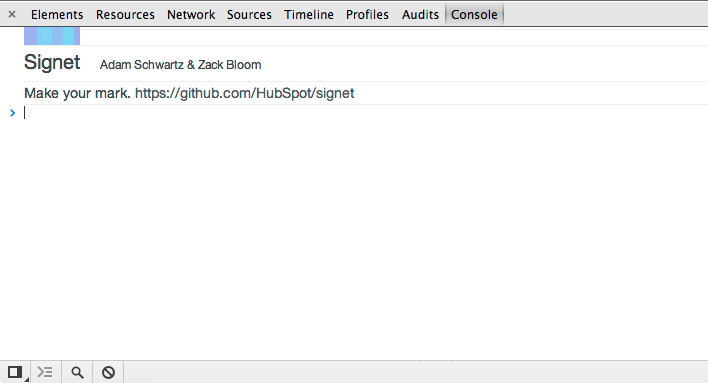 × Elements Resources Network Sources Timeline Profiles Audits Console
Signet Adam Schwartz & Zack Bloom
Make your mark. https://github.com/HubSpot/signet